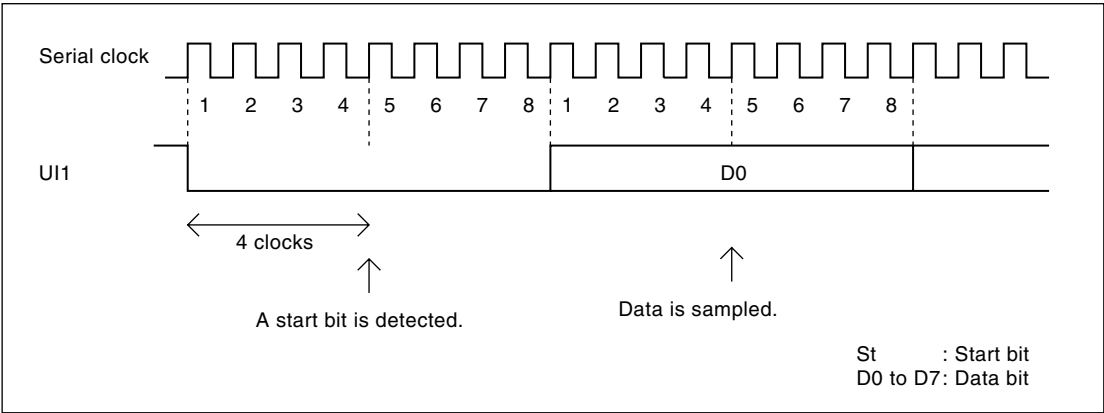 Serial clock
1 2 3 4 5 6 7 8 1 2 3 4 5 6 7 8
UI1
D0
4 clocks
A start bit is detected.
Data is sampled.
St : Start bit
D0 to D7: Data bit